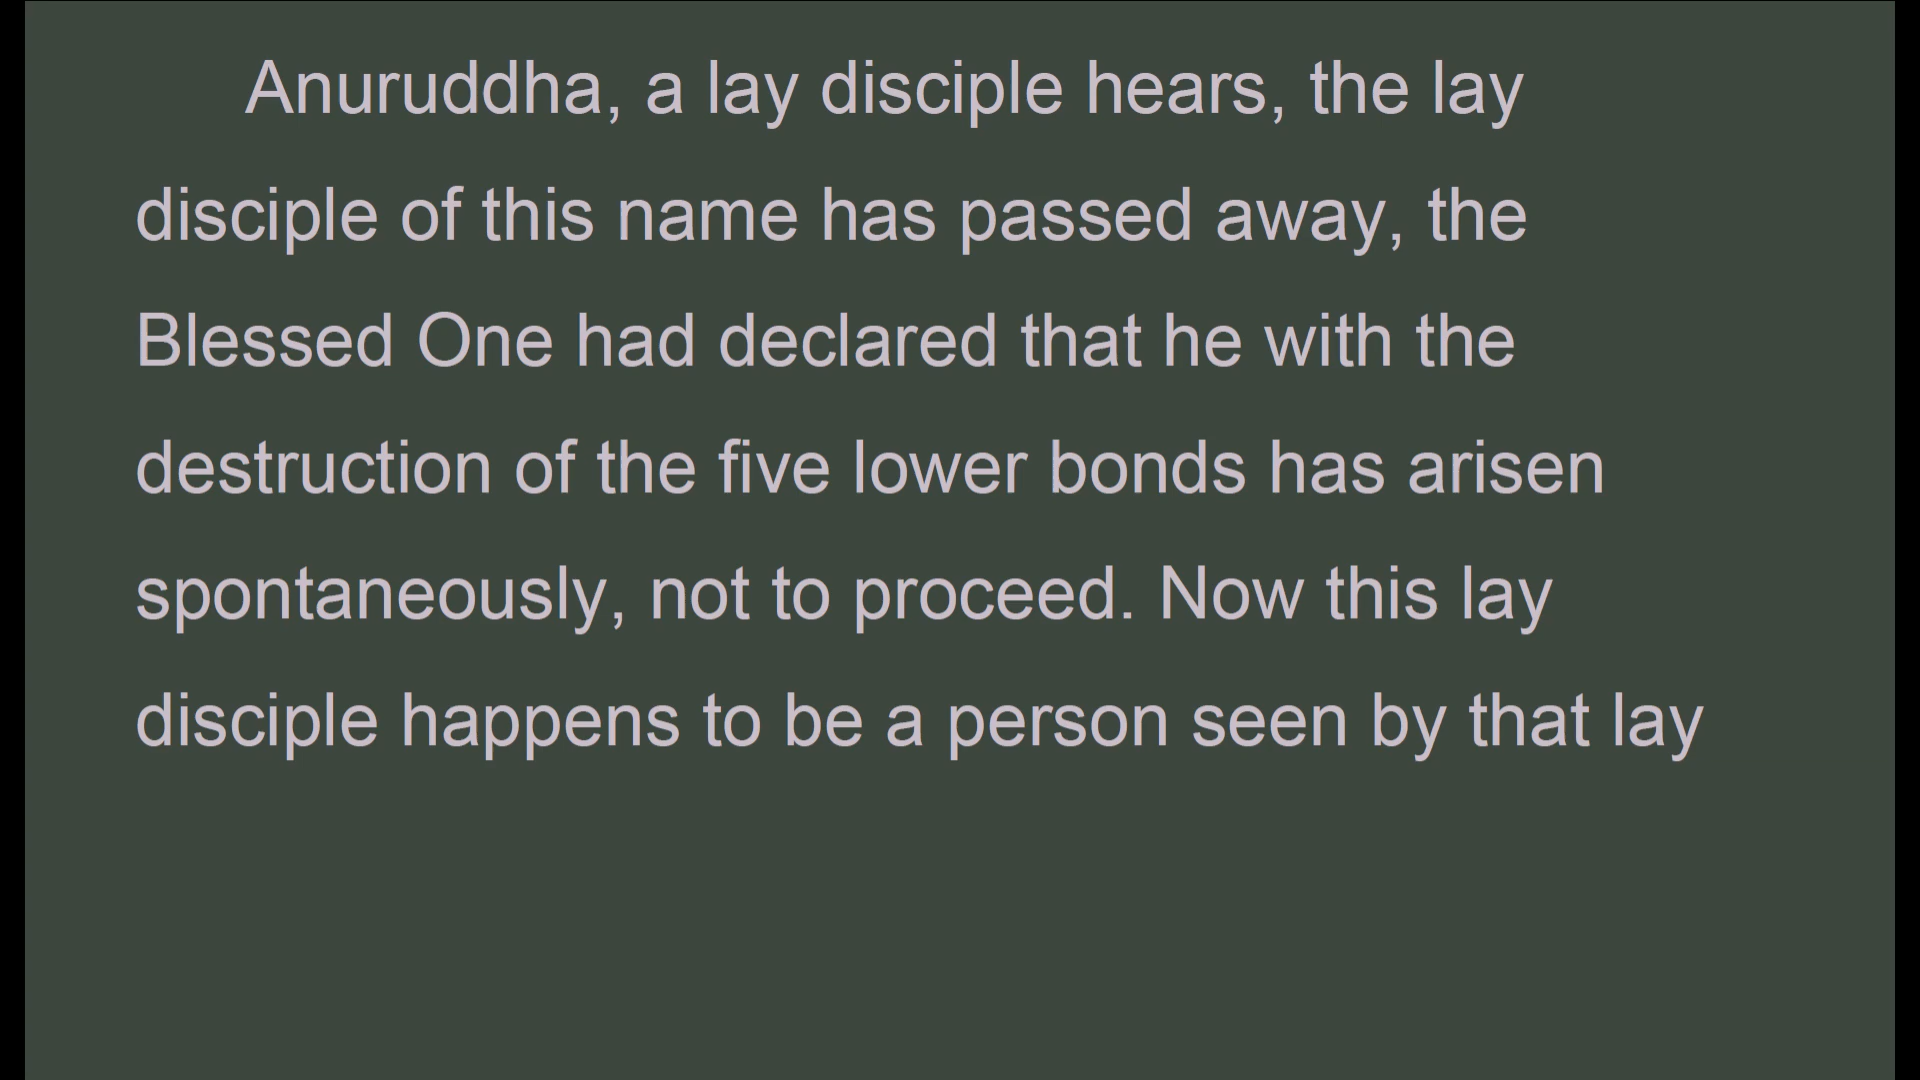 Anuruddha, a lay disciple hears, the lay
disciple of this name has passed away, the
Blessed One had declared that he with the
destruction of the five lower bonds has arisen
spontaneously, not to proceed. Now this lay
disciple happens to be a person seen by that lay